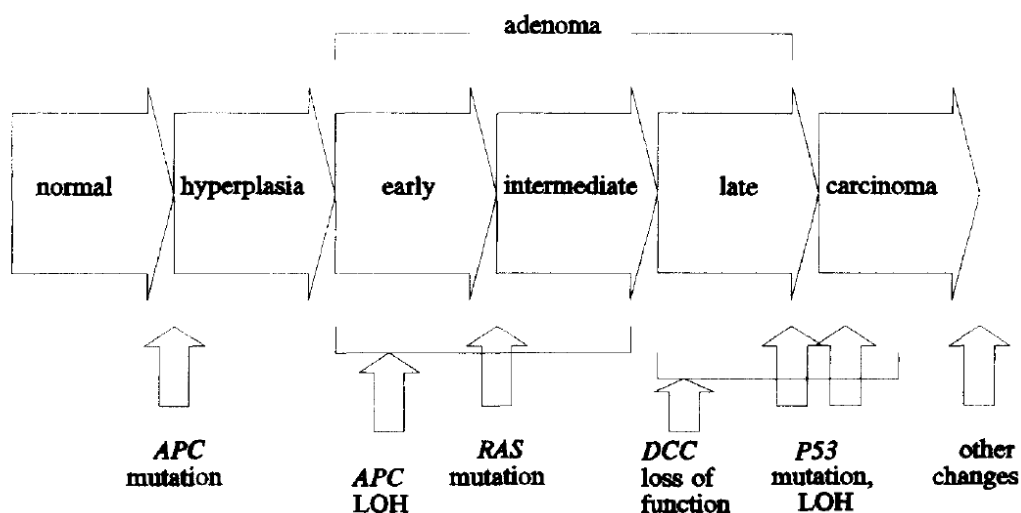 adenoma
normal
hyperplasia
early
intermediate
late
carcinoma
APC
mutation
APC
LOH
RAS
mutation
DCC
loss of
function
P53
mutation,
LOH
other
changes